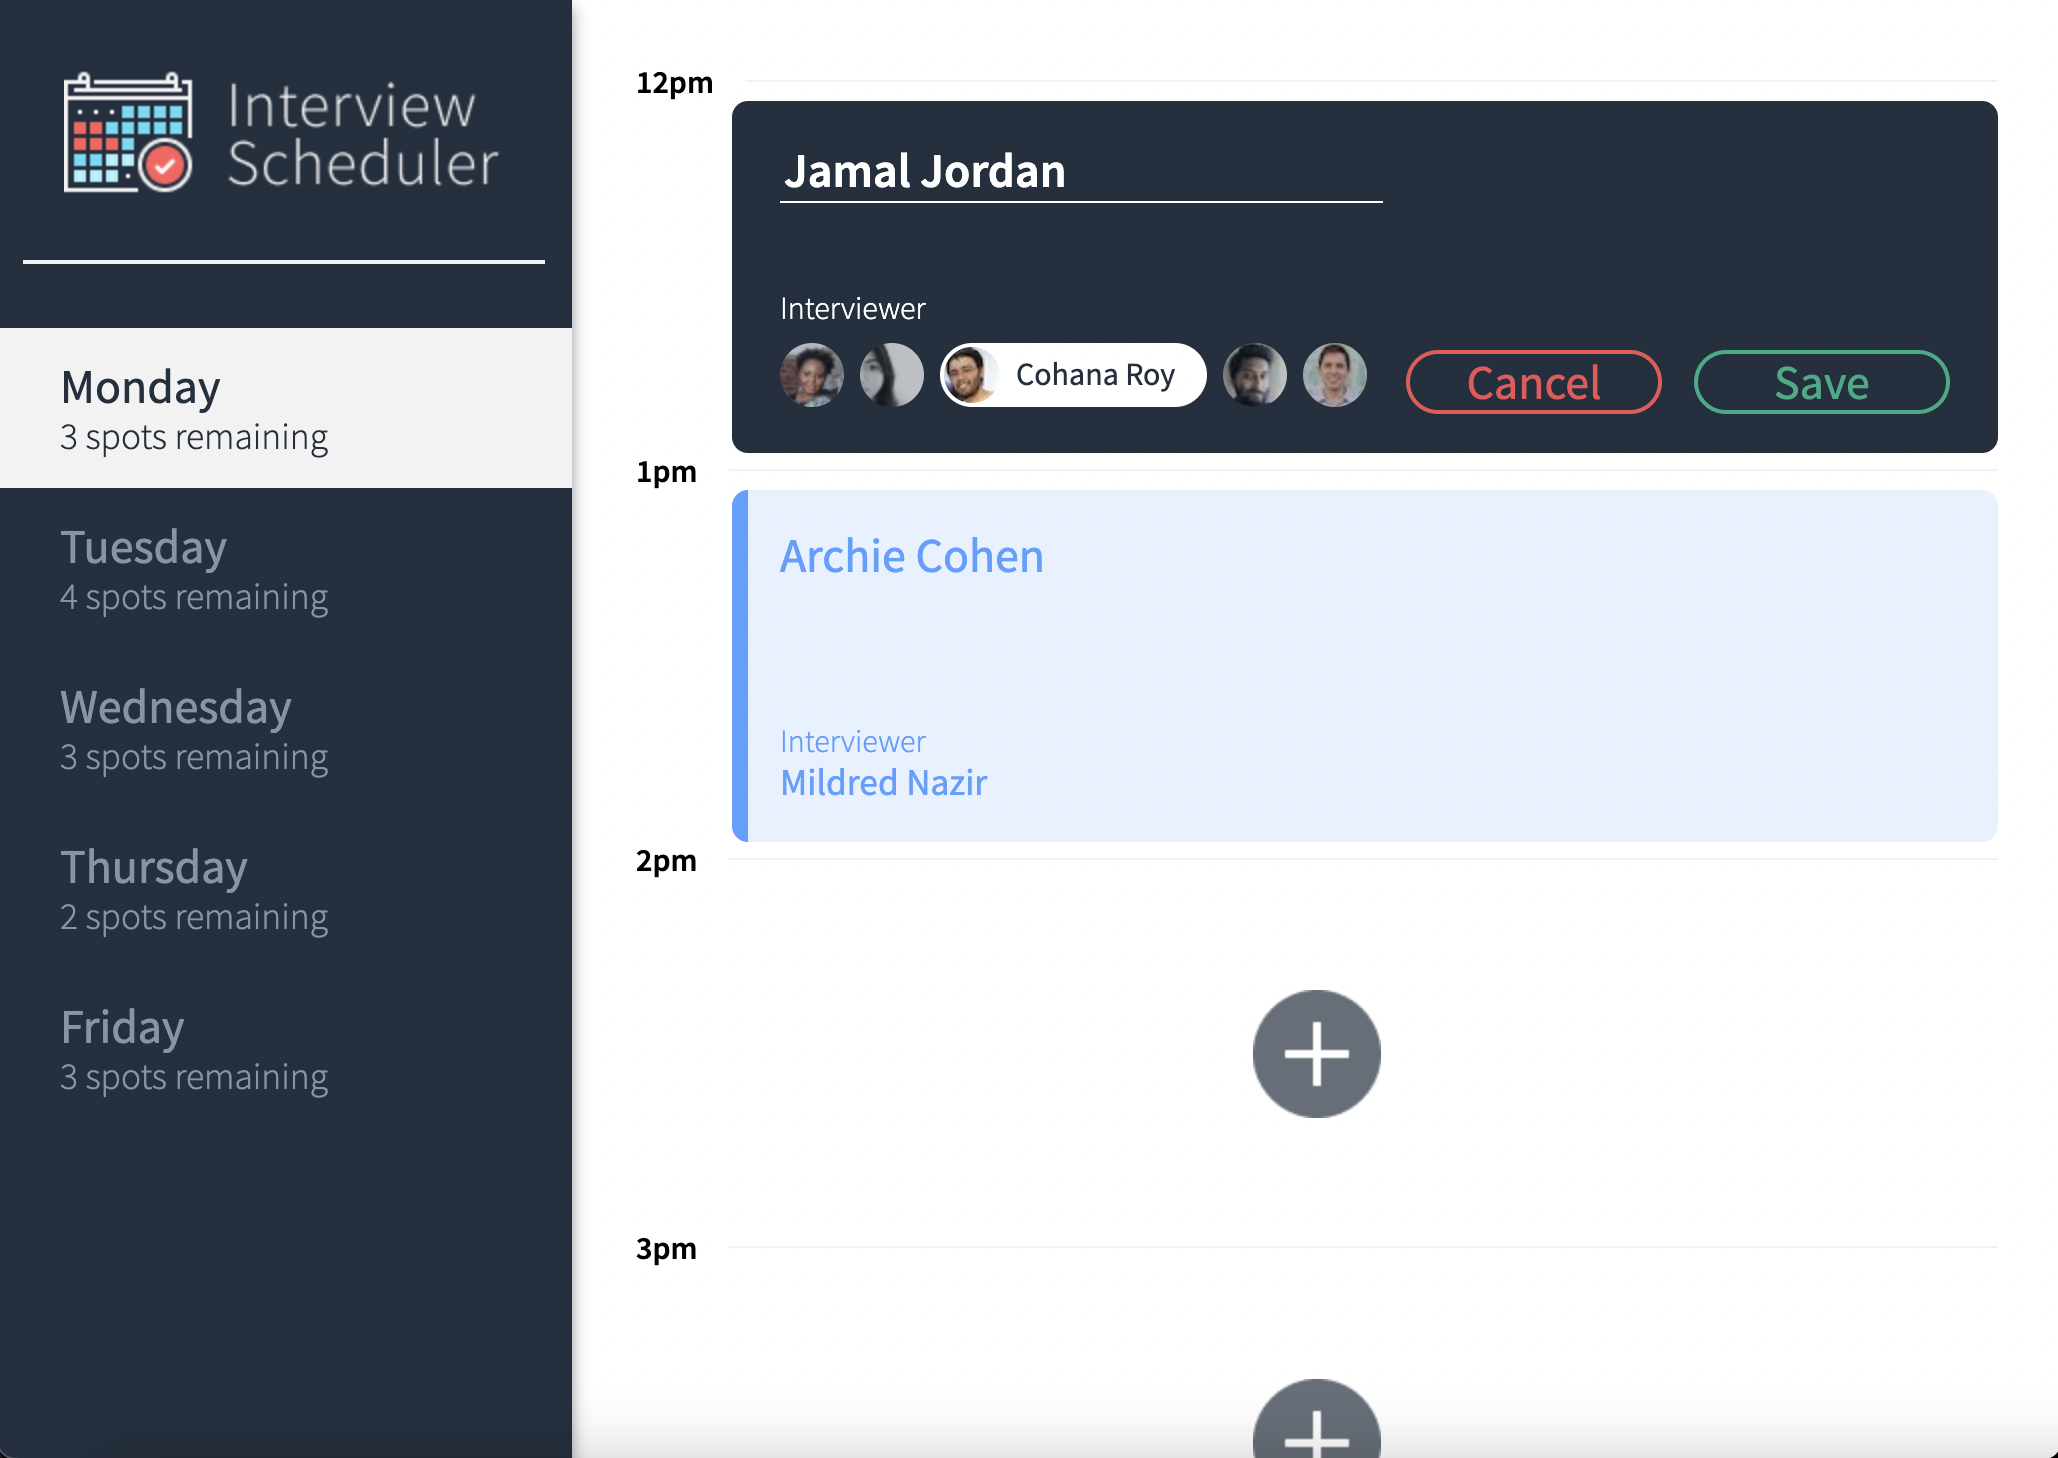 Interview
Scheduler
Monday
3 spots remaining
Tuesday
4 spots remaining
Wednesday
3 spots remaining
Thursday
2 spots remaining
Friday
3 spots remaining
12pm
Jamal Jordan
Interviewer
Cohana Roy
Cancel
Save
1pm
Archie Cohen
Interviewer
Mildred Nazir
2pm
3pm